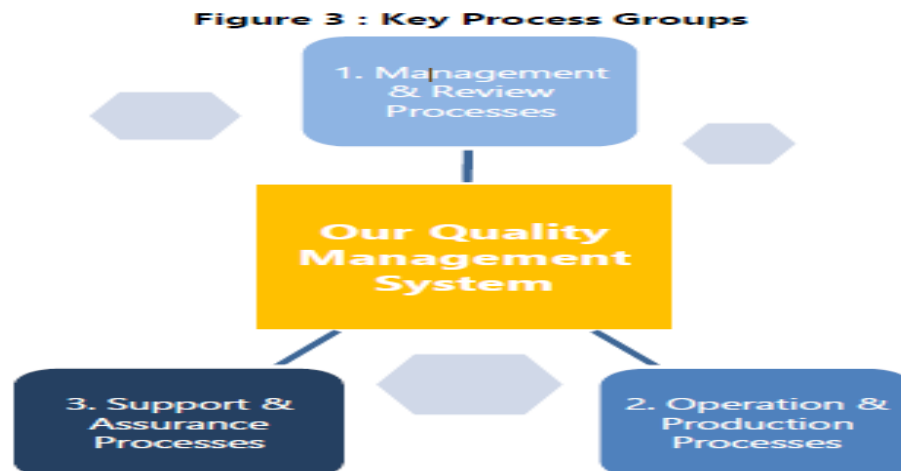 Figure 3 : Key Process Groups
1. Management
& Review
Processes
Our Quality
Management
System
3. Support &
Assurance
Processes
2. Operation &
Production
Processes